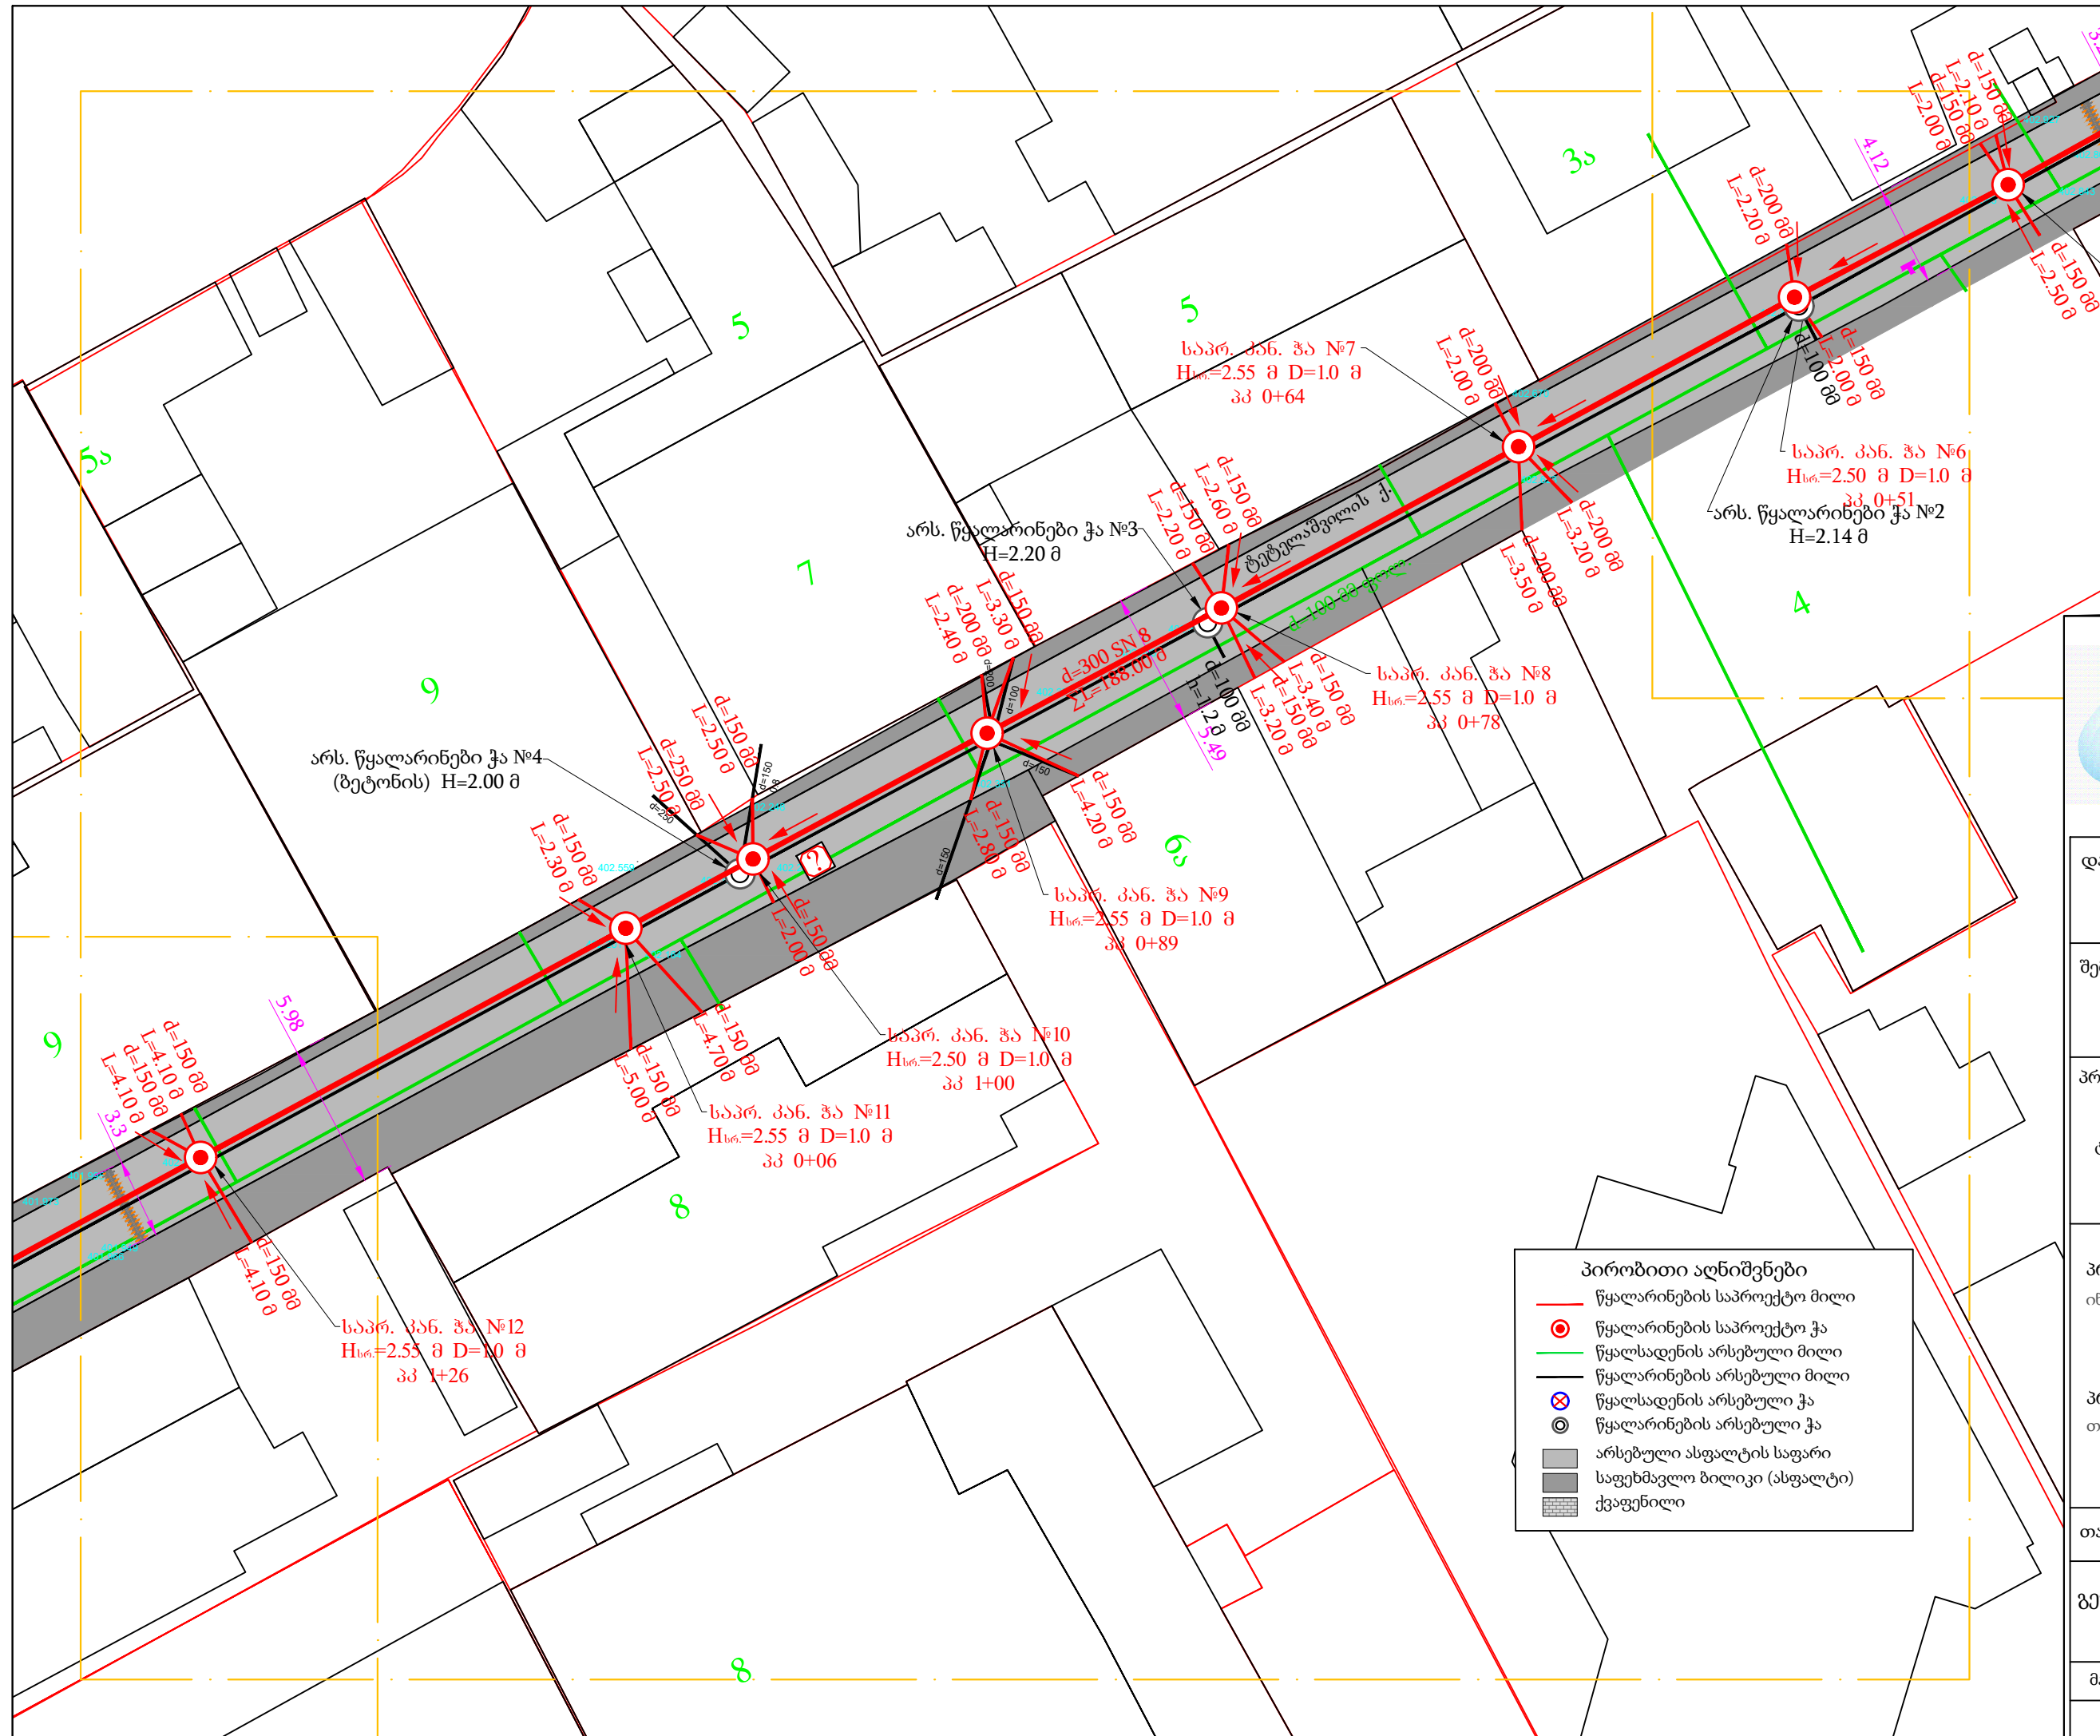 5ა
5
5
3ა
7
9
9
4
6ა
8
8
4.12
d=150 მმ
L=2.10 მ
d=150 მმ
L=2.00 მ
d=200 მმ
L=2.20 მ
d=150 მმ
L=2.50 მ
d=150 მმ
L=2.00 მ
d=100 მმ
საპრ. კან. ჭა №6
Hსრ.=2.50 მ D=1.0 მ
პკ 0+51
არს. წყალარინები ჭა №2
H=2.14 მ
საპრ. კან. ჭა №7
Hსრ.=2.55 მ D=1.0 მ
პკ 0+64
d=200 მმ
L=2.00 მ
d=200 მმ
L=3.20 მ
d=200 მმ
L=3.50 მ
d=150 მმ
L=2.60 მ
d=150 მმ
L=2.20 მ
ტეტელაშვილის ქ.
არს. წყალარინები ჭა №3
H=2.20 მ
d=300 SN 8
∑L=188.00 მ
d=100 მმ
h=1.2 მ
5.49
d=150 მმ
L=3.40 მ
d=150 მმ
L=3.20 მ
საპრ. კან. ჭა №8
Hსრ.=2.55 მ D=1.0 მ
პკ 0+78
d=150 მმ
L=3.30 მ
d=200 მმ
L=2.40 მ
d=200
d=100
d=150
d=150
d=150 მმ
L=4.20 მ
d=150 მმ
L=2.80 მ
საპრ. კან. ჭა №9
Hსრ.=2.55 მ D=1.0 მ
პკ 0+89
არს. წყალარინები ჭა №4
(ბეტონის) H=2.00 მ
d=150 მმ
L=2.50 მ
d=250 მმ
L=2.50 მ
d=250
d=150
d=150 მმ
L=2.00 მ
?
საპრ. კან. ჭა №10
Hსრ.=2.50 მ D=1.0 მ
პკ 1+00
d=150 მმ
L=2.30 მ
402.559
d=150 მმ
L=4.70 მ
d=150 მმ
L=5.00 მ
საპრ. კან. ჭა №11
Hსრ.=2.55 მ D=1.0 მ
პკ 0+06
5.98
3.3
d=150 მმ
L=4.10 მ
d=150 მმ
L=4.10 მ
d=150 მმ
L=4.10 მ
საპრ. კან. ჭა №12
Hსრ.=2.55 მ D=1.0 მ
პკ 1+26
პირობითი აღნიშვნები
წყალარინების საპროექტო მილი
წყალარინების საპროექტო ჭა
წყალსადენის არსებული მილი
წყალარინების არსებული მილი
წყალსადენის არსებული ჭა
წყალარინების არსებული ჭა
არსებული ასფალტის საფარი
საფეხმავლო ბილიკი (ასფალტი)
ქვაფენილი